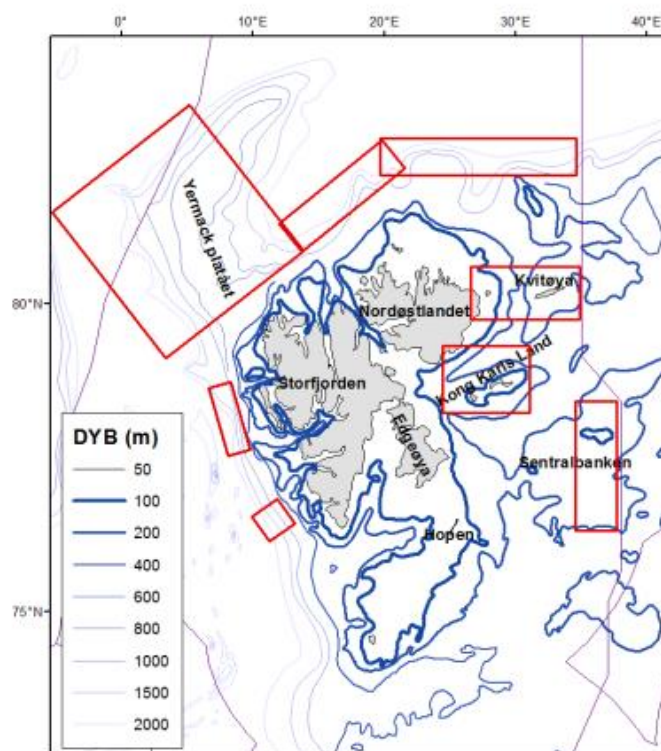 0° 10°E 20°E 30°E 40°E
Yermack platået
80°N
Kvitøya
Nordøstlandet
Kong Karls Land
Storfjorden
Edgeøya
Sentralbanken
Hopen
75°N
DYB (m)
50
100
200
400
600
800
1000
1500
2000